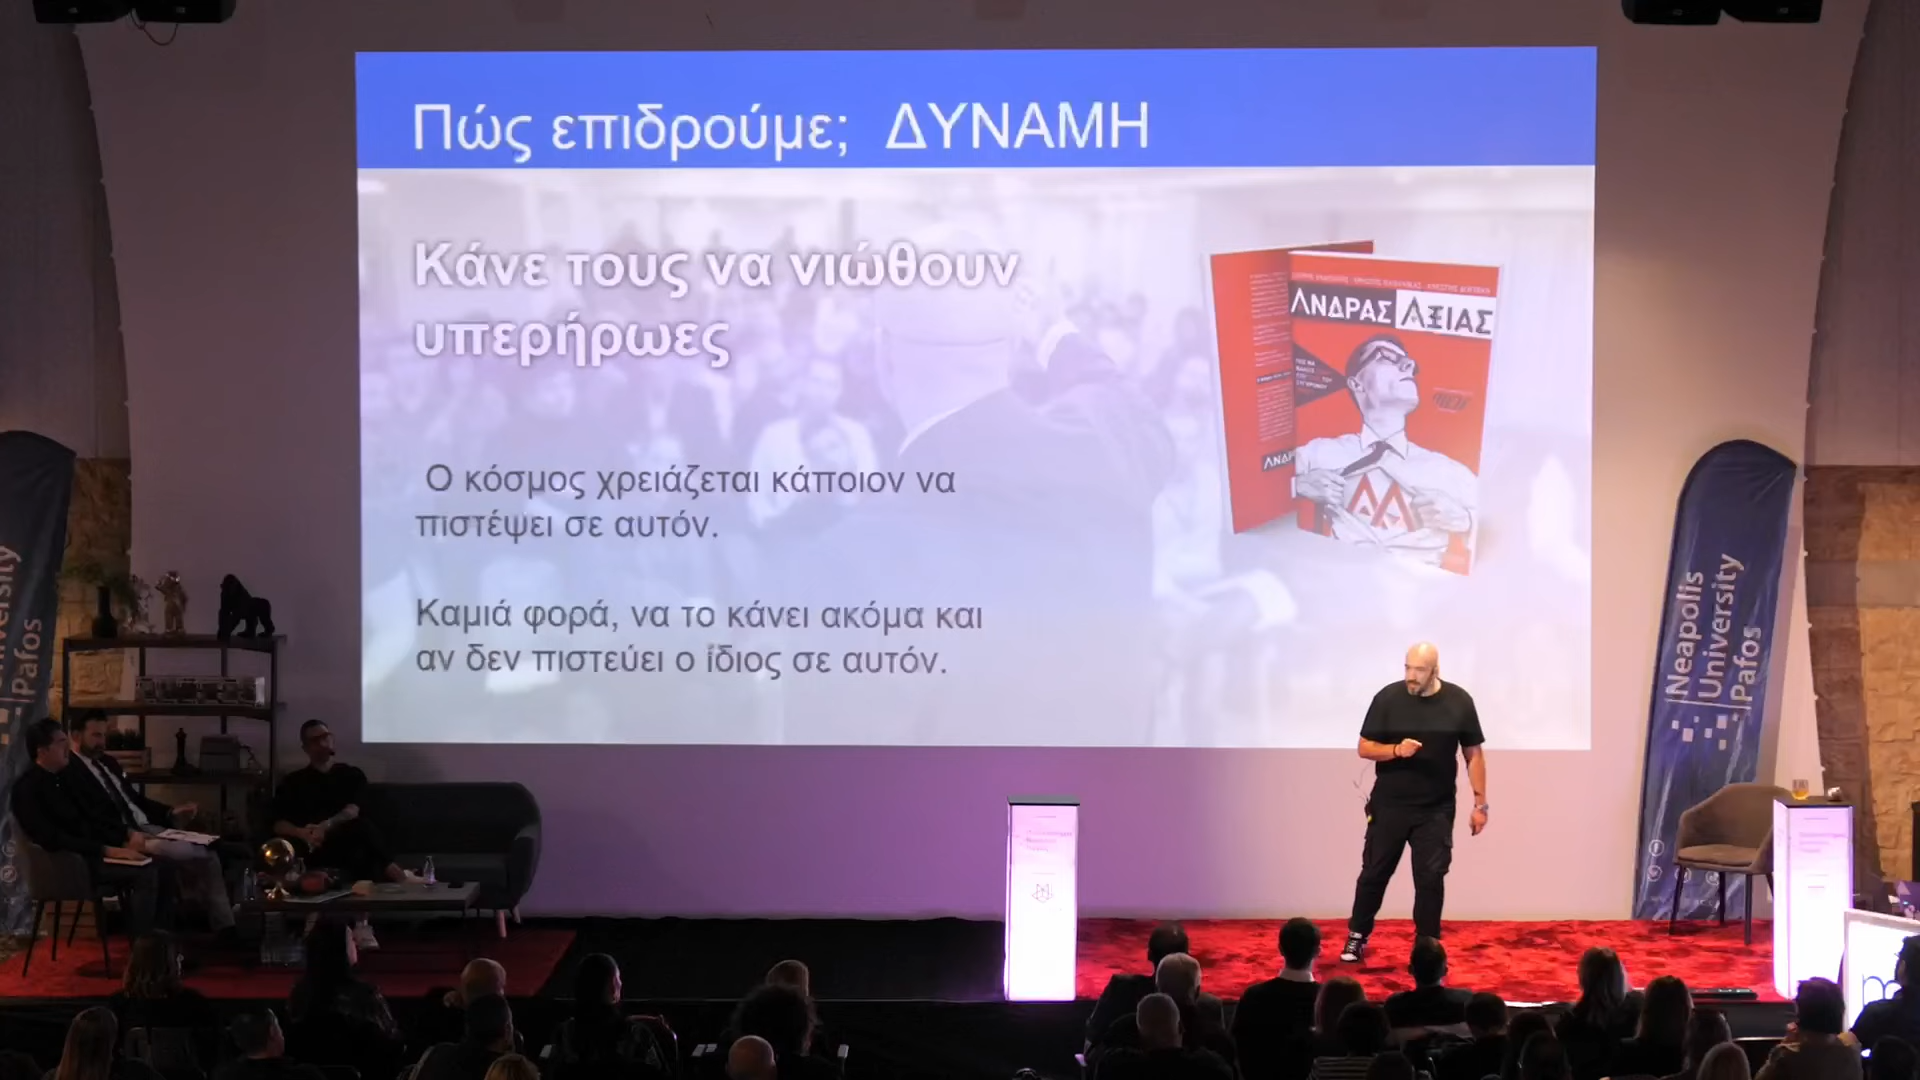 Πώς επιδρούμε; ΔΥΝΑΜΗ
Κάνε τους να νιώθουν
υπερήρωες
Ο κόσμος χρειάζεται κάποιον να
πιστέψει σε αυτόν.
Καμιά φορά, να το κάνει ακόμα και
αν δεν πιστεύει ο ίδιος σε αυτόν.
ΑΝΔΡΑΣ ΑΞΙΑΣ
Neapolis
University
Pafos
University
Pafos